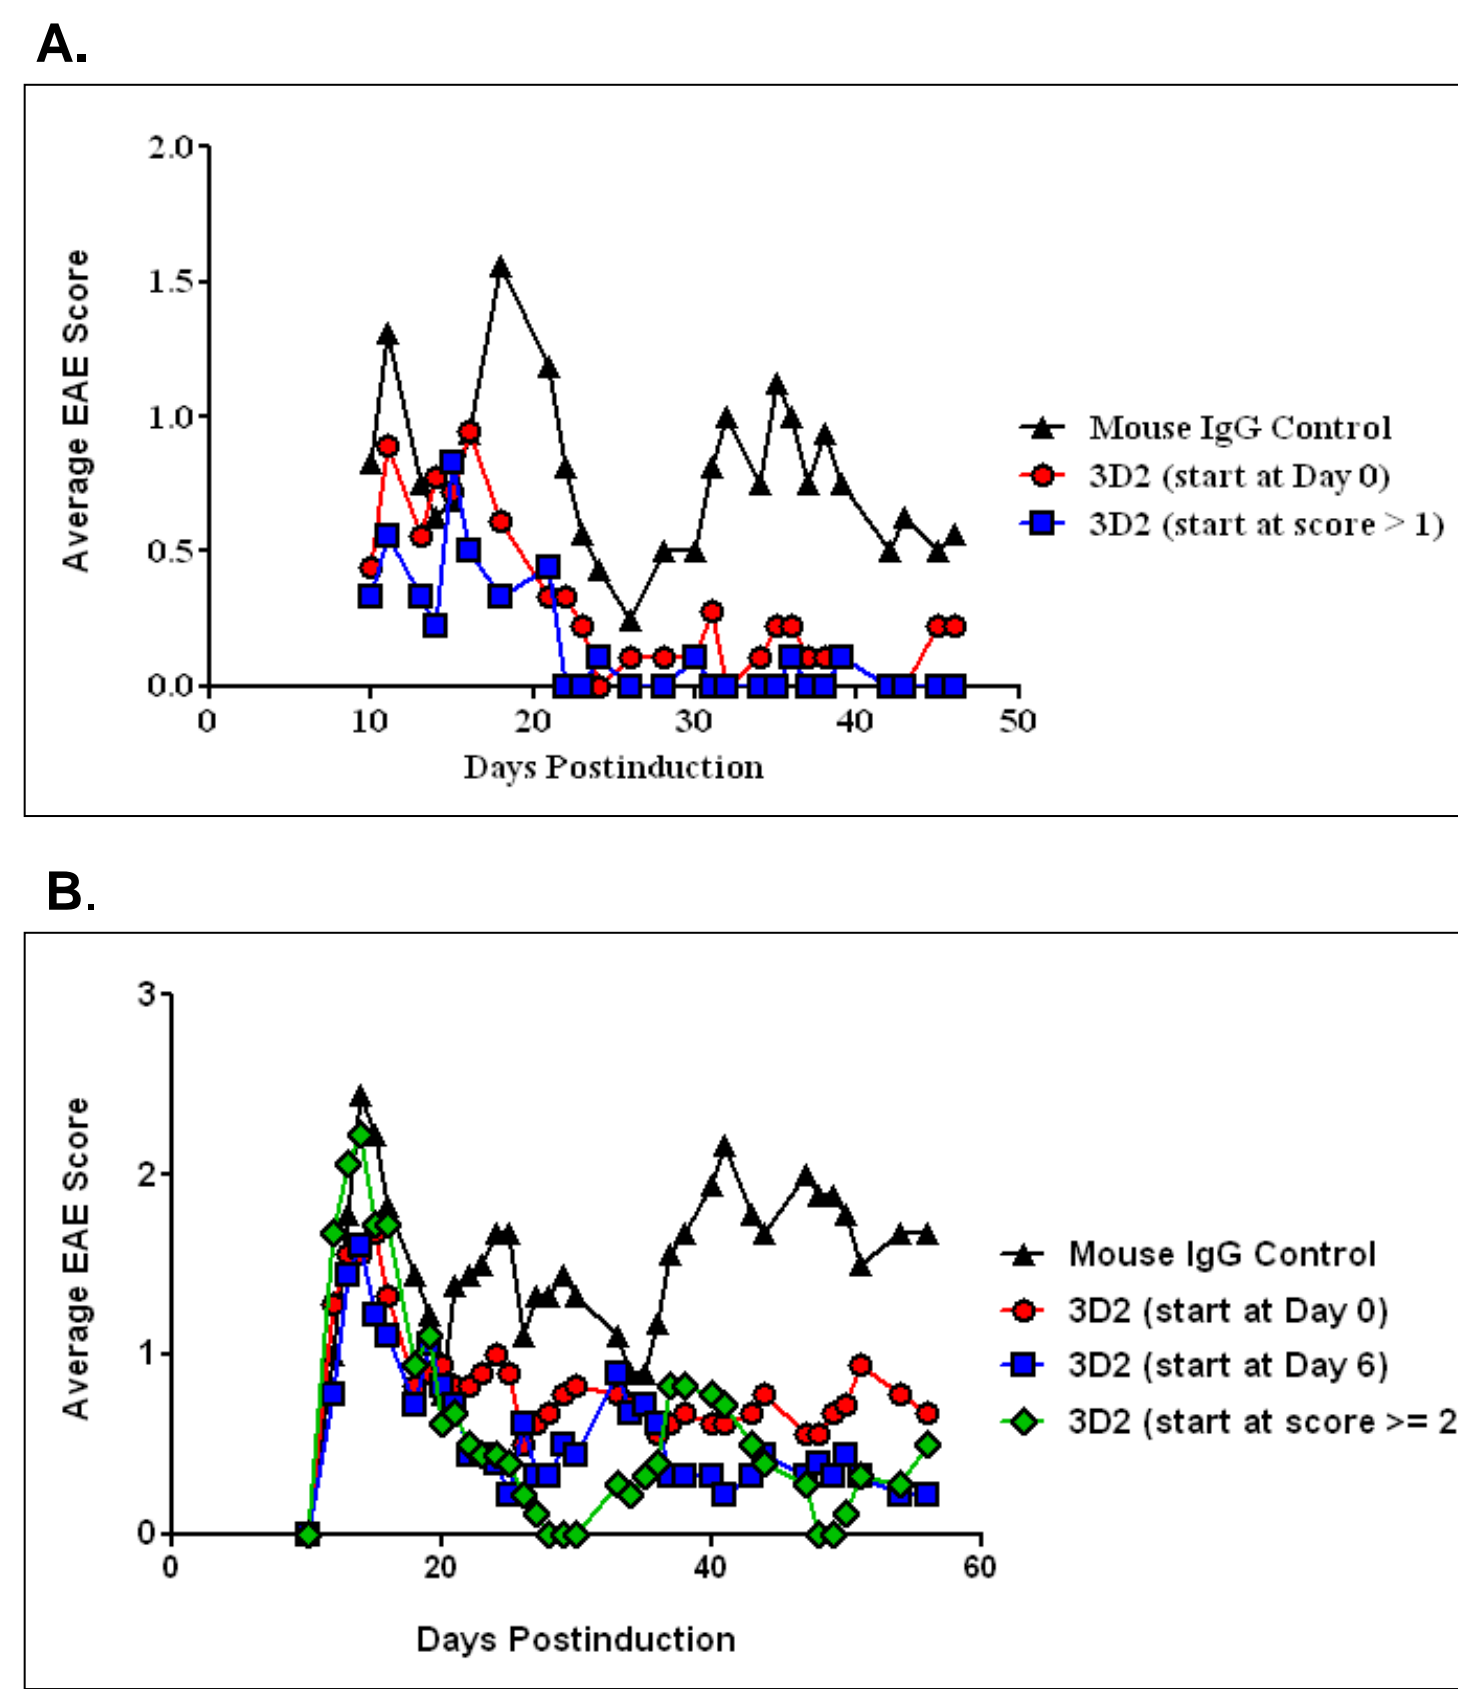 A.
2.0
1.5
1.0
0.5
0.0
0 10 20 30 40 50
Average EAE Score
Days Postinduction
Mouse IgG Control
3D2 (start at Day 0)
3D2 (start at score > 1)
B.
3
2
1
0
0 20 40 60
Average EAE Score
Days Postinduction
Mouse IgG Control
3D2 (start at Day 0)
3D2 (start at Day 6)
3D2 (start at score >= 2